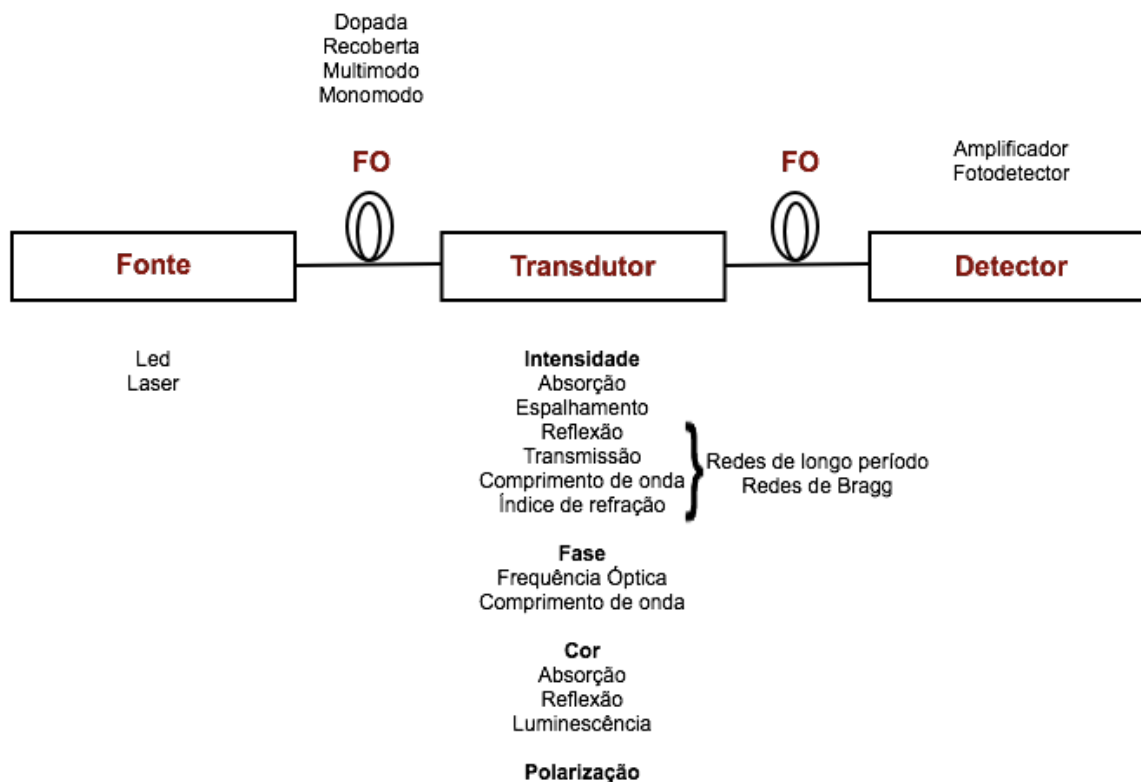 Dopada
Recoberta
Multimodo
Monomodo
FO
FO
Amplificador
Fotodetector
Fonte
Transdutor
Detector
Led
Laser
Intensidade
Absorção
Espalhamento
Reflexão
Transmissão
Comprimento de onda
Índice de refração
Redes de longo período
Redes de Bragg
Fase
Frequência Óptica
Comprimento de onda
Cor
Absorção
Reflexão
Luminescência
Polarização